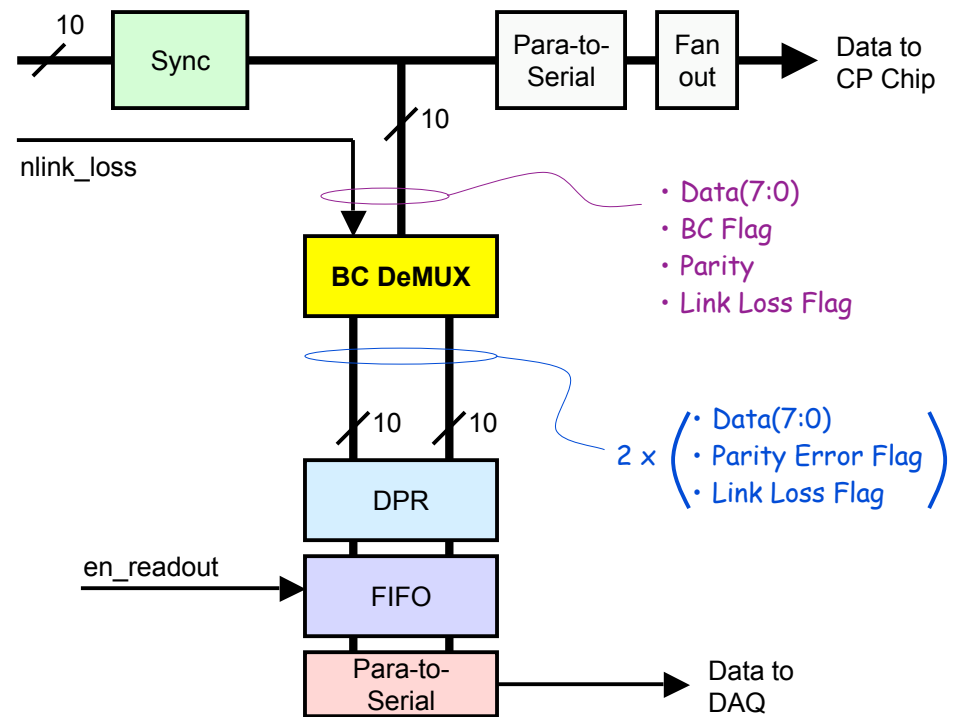 10
Sync
Para-to-
Serial
Fan
out
Data to
CP Chip
10
nlink_loss
• Data(7:0)
• BC Flag
• Parity
• Link Loss Flag
BC DeMUX
10
10
2 x
• Data(7:0)
• Parity Error Flag
• Link Loss Flag
DPR
en_readout
FIFO
Para-to-
Serial
Data to
DAQ